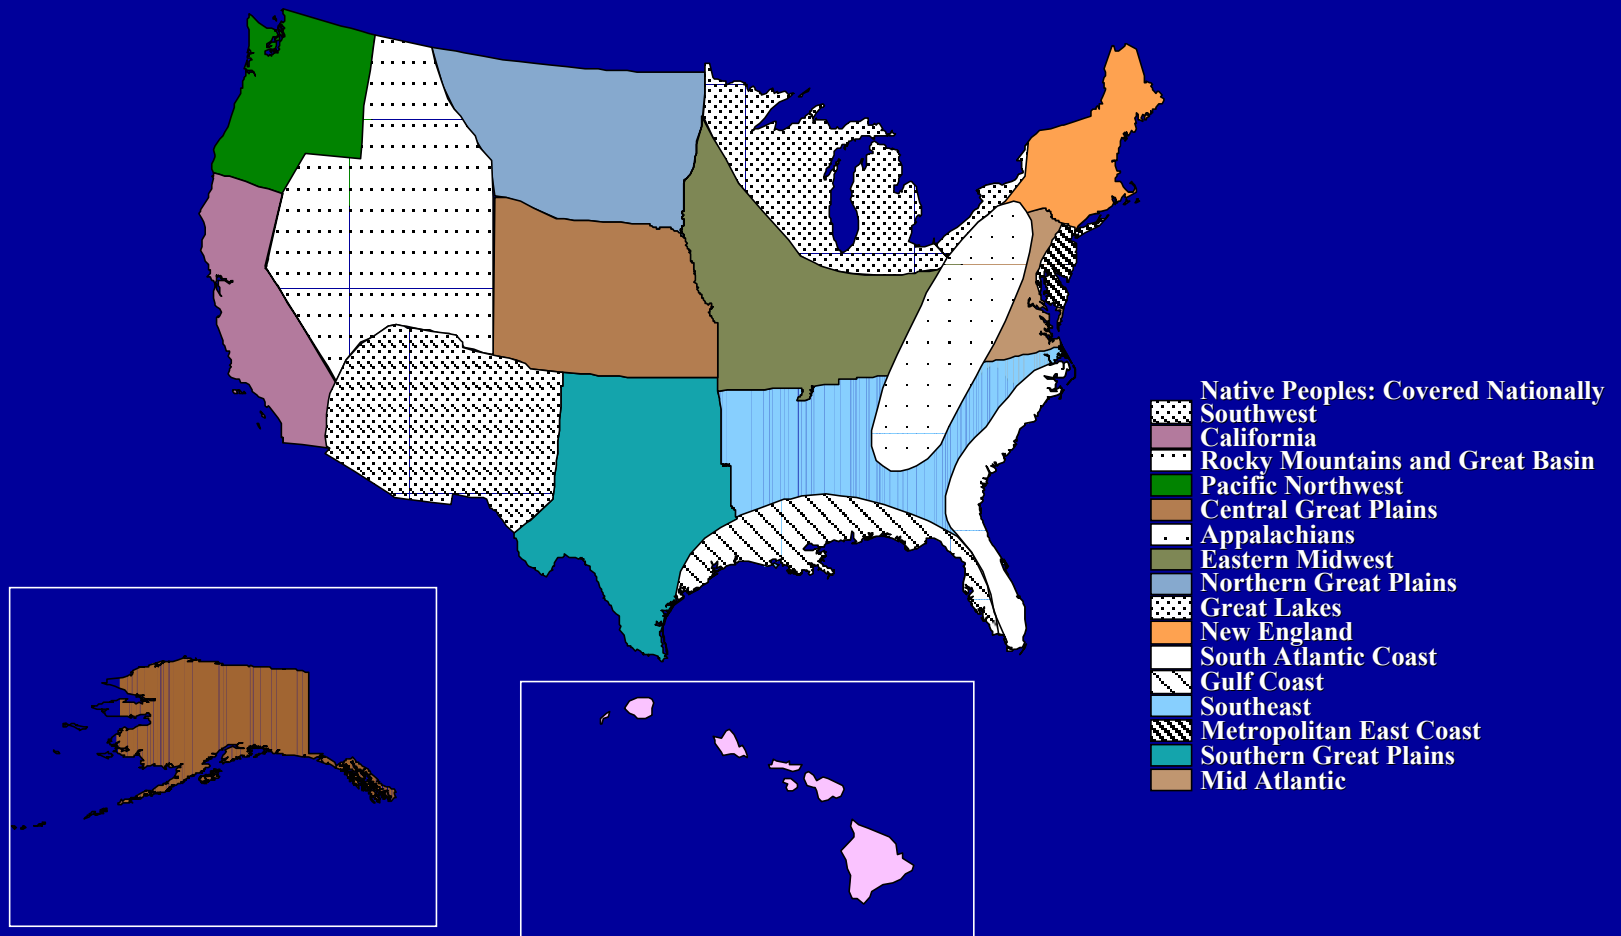 Native Peoples: Covered Nationally
Southwest
California
Rocky Mountains and Great Basin
Pacific Northwest
Central Great Plains
Appalachians
Eastern Midwest
Northern Great Plains
Great Lakes
New England
South Atlantic Coast
Gulf Coast
Southeast
Metropolitan East Coast
Southern Great Plains
Mid Atlantic